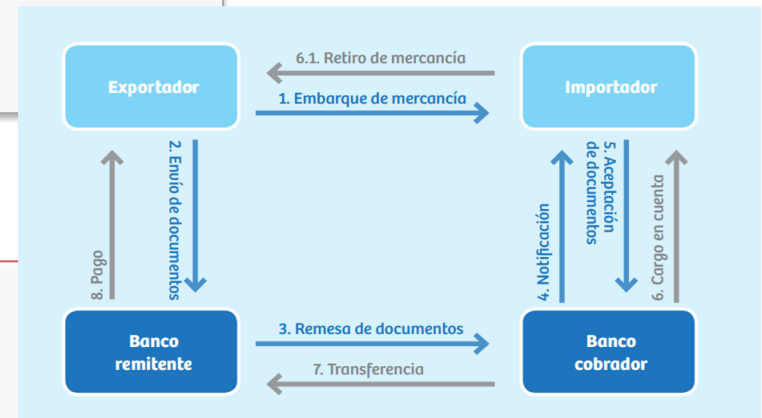 6.1. Retiro de mercancía
Exportador
Importador
1. Embarque de mercancía
2. Envío de documentos
5. Aceptación
de documentos
8. Pago
4. Notificación
6. Cargo en cuenta
3. Remesa de documentos
Banco
remitente
Banco
cobrador
7. Transferencia